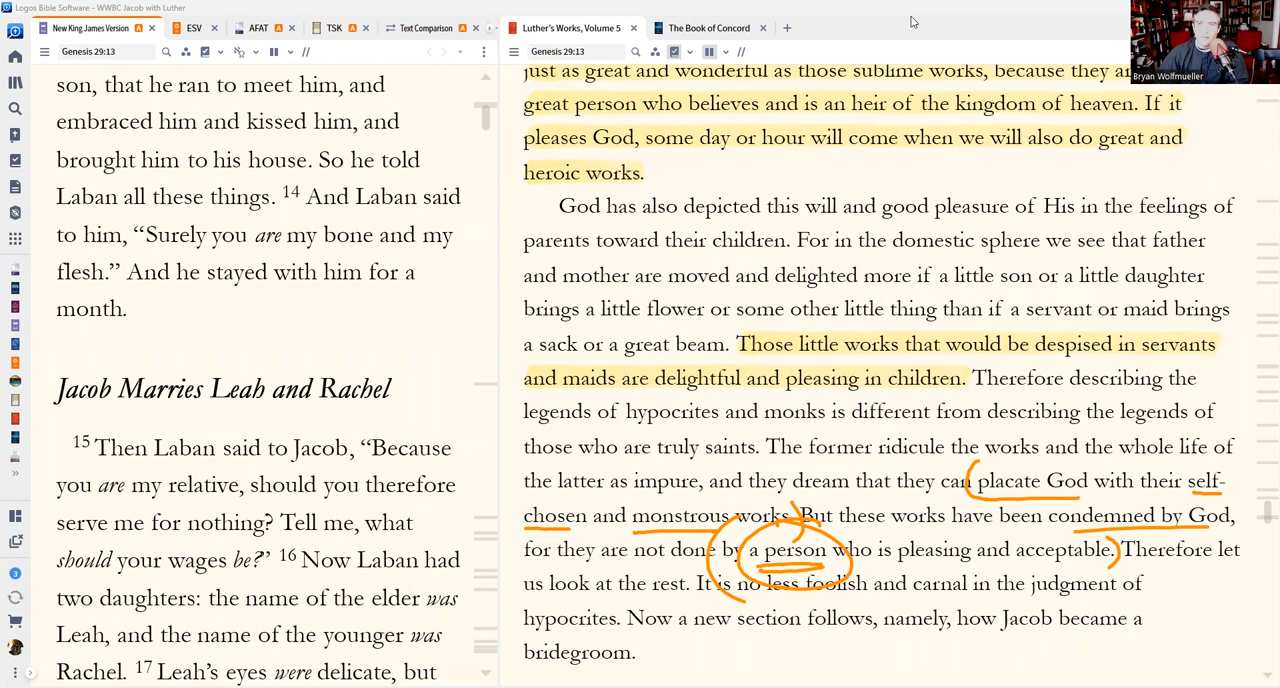 Logos Bible Software - WWBC Jacob with Luther
New King James Version A × ESV × AFAT A × TSK A × Text Comparison A ×
Luther's Works, Volume 5 × The Book of Concord × +
Genesis 29:13
Genesis 29:13
son, that he ran to meet him, and
embraced him and kissed him, and
brought him to his house. So he told
Laban all these things. 14 And Laban said
to him, “Surely you are my bone and my
flesh.” And he stayed with him for a
month.
Jacob Marries Leah and Rachel
15 Then Laban said to Jacob, “Because
you are my relative, should you therefore
serve me for nothing? Tell me, what
should your wages be?” 16 Now Laban had
two daughters: the name of the elder was
Leah, and the name of the younger was
Rachel. 17 Leah’s eyes were delicate, but
just as great and wonderful as those sublime works, because they
great person who believes and is an heir of the kingdom of heaven. If it
pleases God, some day or hour will come when we will also do great and
heroic works.
God has also depicted this will and good pleasure of His in the feelings of
parents toward their children. For in the domestic sphere we see that father
and mother are moved and delighted more if a little son or a little daughter
brings a little flower or some other little thing than if a servant or maid brings
a sack or a great beam. Those little works that would be despised in servants
and maids are delightful and pleasing in children. Therefore describing the
legends of hypocrites and monks is different from describing the legends of
those who are truly saints. The former ridicule the works and the whole life of
the latter as impure, and they dream that they can placate God with their self-
chosen and monstrous works. But these works have been condemned by God,
for they are not done by a person who is pleasing and acceptable. Therefore let
us look at the rest. It is no less foolish and carnal in the judgment of
hypocrites. Now a new section follows, namely, how Jacob became a
bridegroom.
Bryan Wolfmueller
3